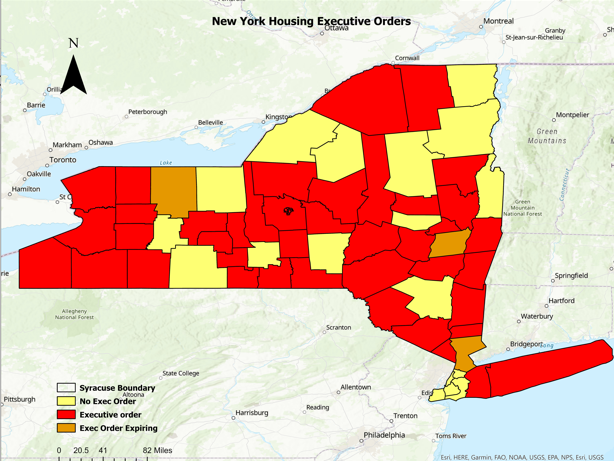 New York Housing Executive Orders
Ottawa
Montreal
Granby
St-Jean-sur-Richelieu
N
Cornwall
Barrie
Peterborough
Belleville
Kingston
Montpelier
Green
Mountains
Markham
Oshawa
Toronto
Lake
Oakville
Hamilton
St C
Connecticut
Green
Mountain
National Forest
rie
Springfield
Hartford
Allegheny
National Forest
Waterbury
Scranton
Bridgeport
Long
State College
Syracuse Boundary
Altoona
No Exec Order
Executive order
Exec Order Expiring
Pittsburgh
Allentown
Edis
Reading
Harrisburg
Trenton
Philadelphia
Toms River
0 20.5 41 82 Miles
Esri, HERE, Garmin, FAO, NOAA, USGS, EPA, NPS, Esri, USGS